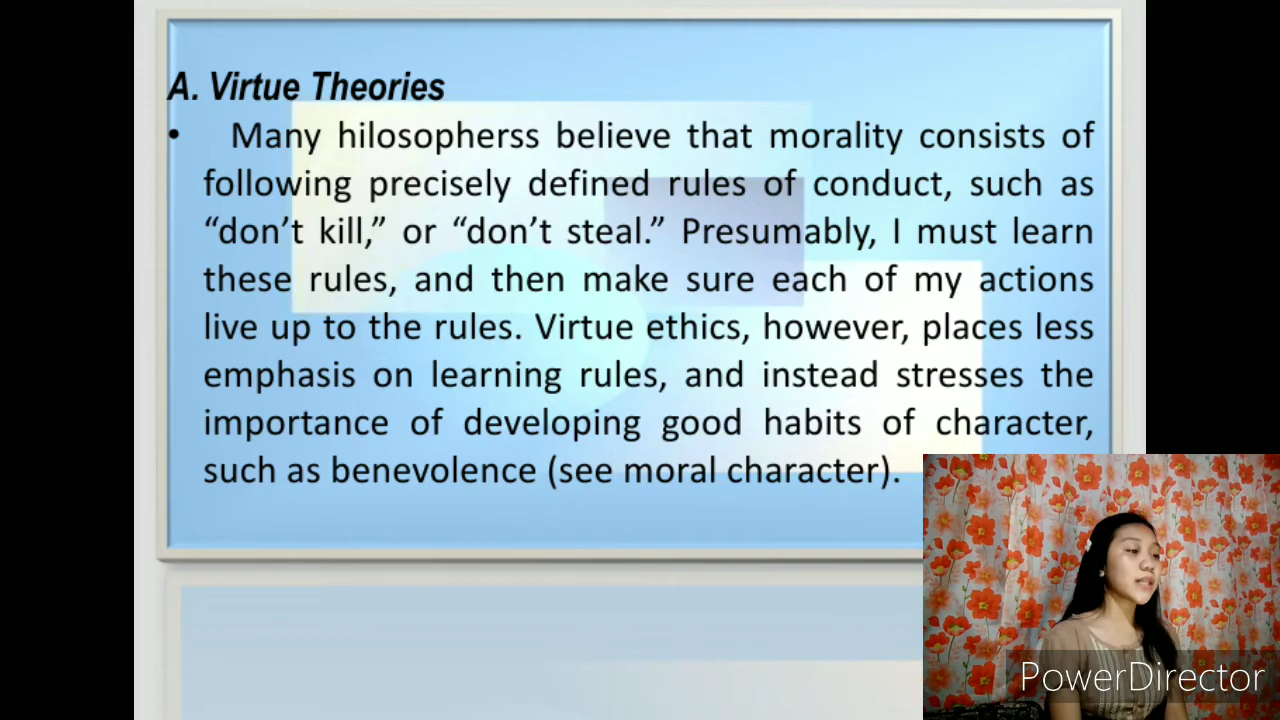 A. Virtue Theories
• Many hilosopherss believe that morality consists of
following precisely defined rules of conduct, such as
“don’t kill,” or “don’t steal.” Presumably, I must learn
these rules, and then make sure each of my actions
live up to the rules. Virtue ethics, however, places less
emphasis on learning rules, and instead stresses the
importance of developing good habits of character,
such as benevolence (see moral character).
PowerDirector